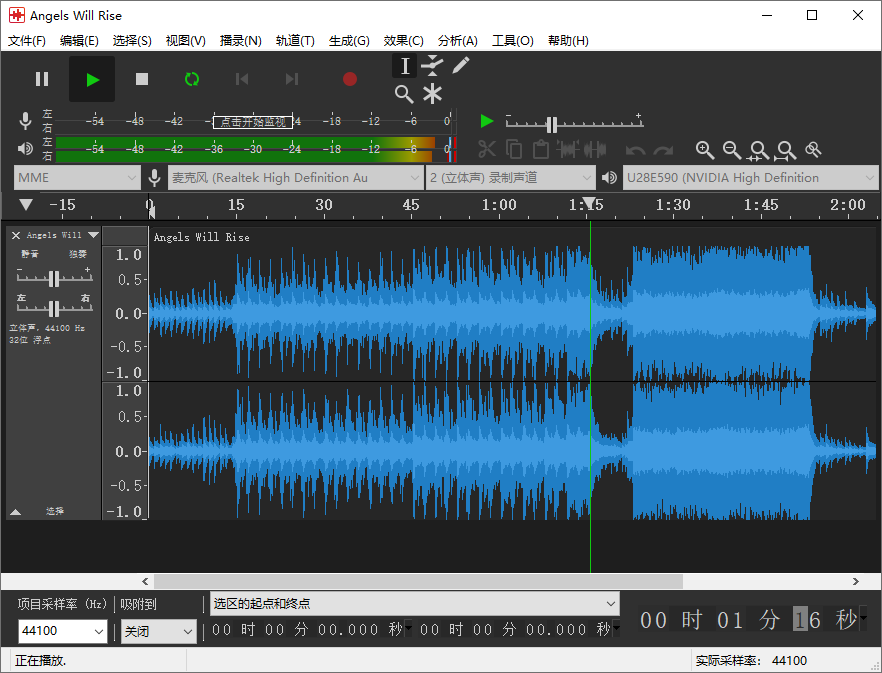 Angels Will Rise
文件(F) 编辑(E) 选择(S) 视图(V) 播录(N) 轨道(T) 生成(G) 效果(C) 分析(A) 工具(O) 帮助(H)
左 右 -54 -48 -42 点击开始监视 -24 -18 -12 -6 0
左 右 -54 -48 -42 -36 -30 -24 -18 -12 -6 0
- +
MME 麦克风 (Realtek High Definition Au 2 (立体声) 录制声道 U28E590 (NVIDIA High Definition
-15 0 15 30 45 1:00 1:15 1:30 1:45 2:00
Angels Will Angels Will Rise
静音 独奏
- +
左 右
立体声, 44100 Hz
32位 浮点
1.0
0.5-
0.0-
-0.5-
-1.0
1.0
0.5-
0.0-
-0.5-
-1.0
选择
项目采样率 (Hz) 吸附到 选区的起点和终点
44100 关闭 00 时 00 分 00.000 秒 00 时 00 分 00.000 秒
00 时 01 分 16 秒
正在播放. 实际采样率: 44100